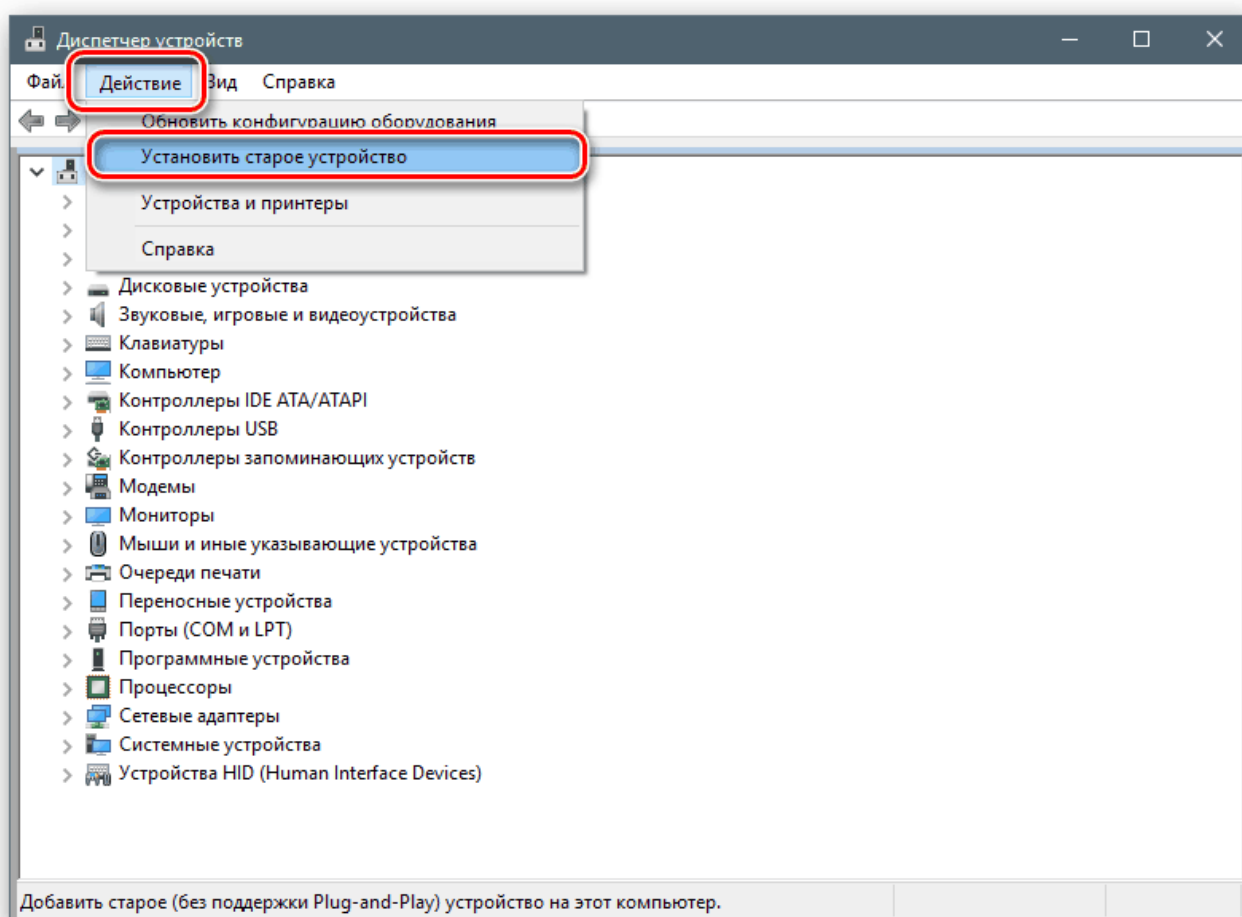 Диспетчер устройств
Действие Вид Справка
Обновить конфигурацию оборудования
Установить старое устройство
Устройства и принтеры
Справка
Дисковые устройства
Звуковые, игровые и видеоустройства
Клавиатуры
Компьютер
Контроллеры IDE ATA/ATAPI
Контроллеры USB
Контроллеры запоминающих устройств
Модемы
Мониторы
Мыши и иные указывающие устройства
Очереди печати
Переносные устройства
Порты (COM и LPT)
Программные устройства
Процессоры
Сетевые адаптеры
Системные устройства
Устройства HID (Human Interface Devices)
Добавить старое (без поддержки Plug-and-Play) устройство на этот компьютер.